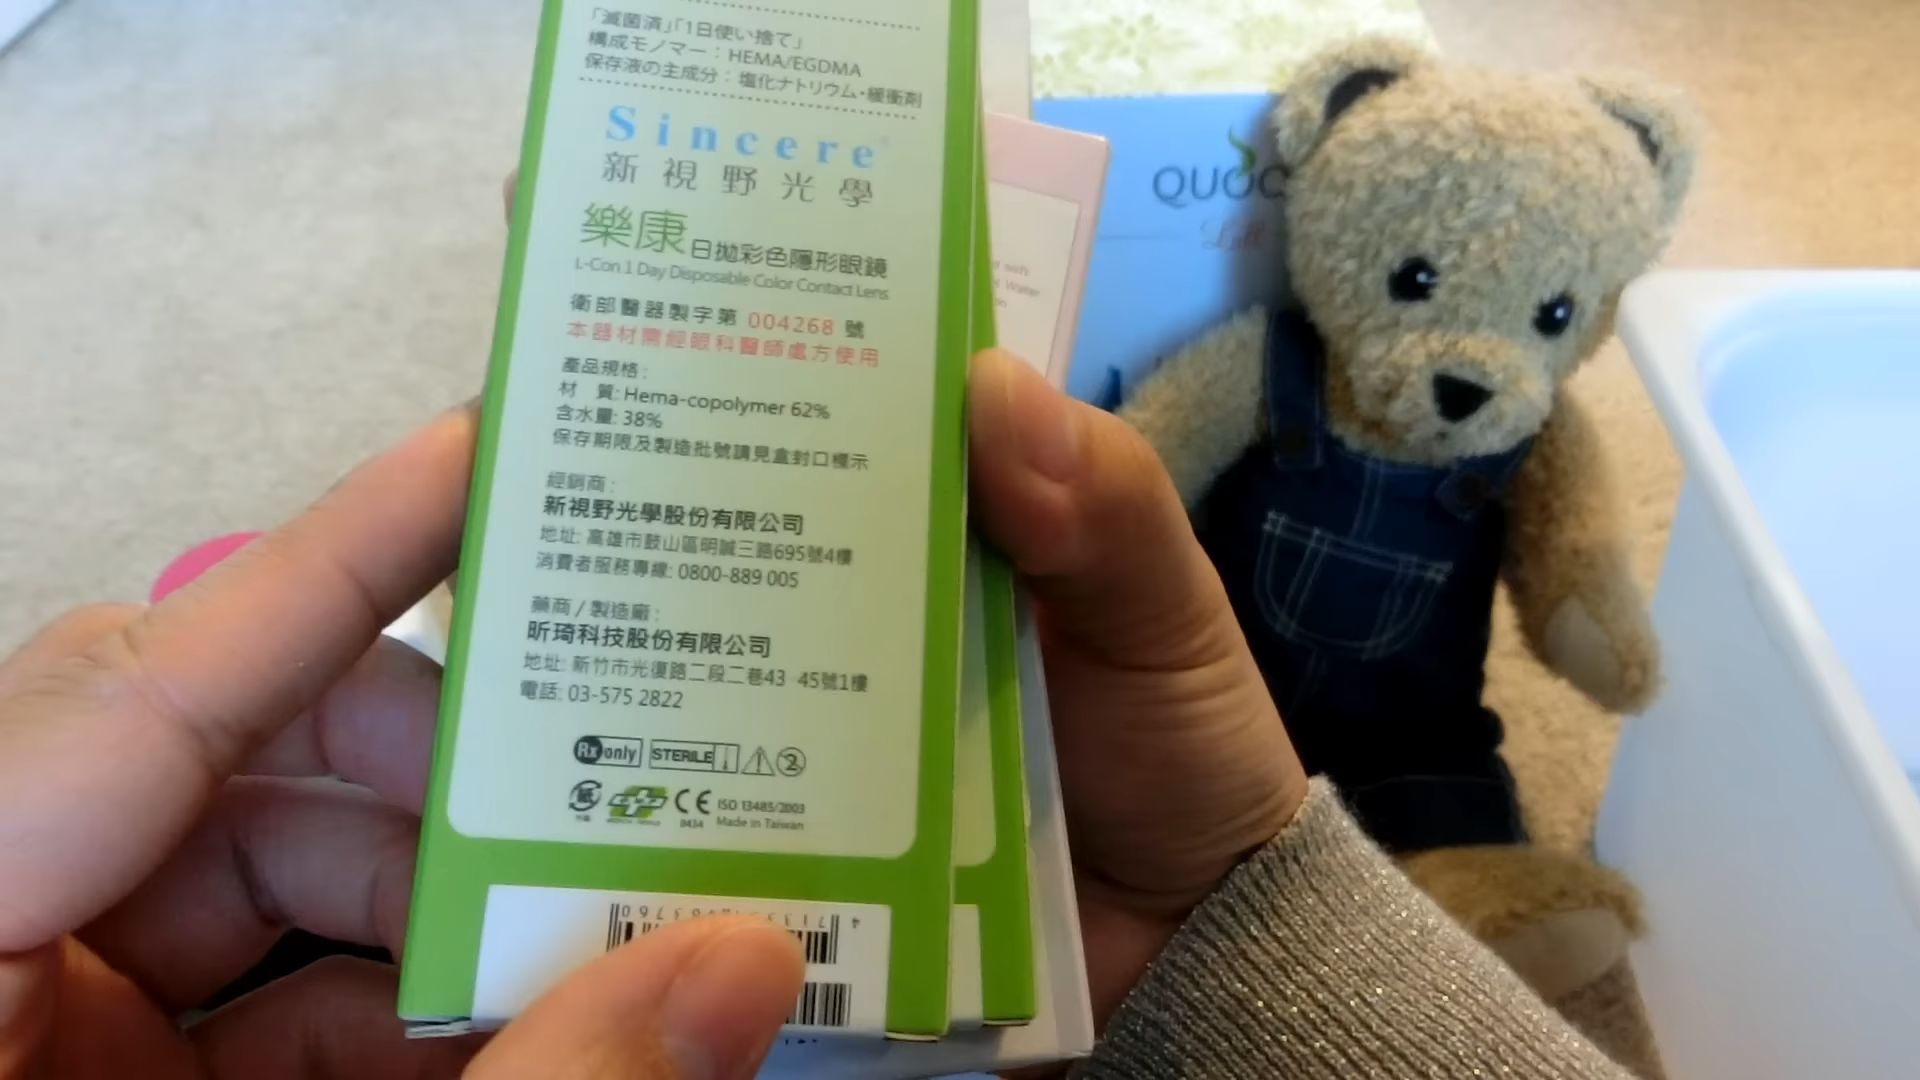 「滅菌済」「1日使い捨て」
構成モノマー：HEMA/EGDMA
保存液の主成分：塩化ナトリウム・緩衝剤
Sincere
新視野光學
樂康日拋彩色隱形眼鏡
L-Con 1 Day Disposable Color Contact Lens
衛部醫器製字第 004268 號
本器材需經眼科醫師處方使用
產品規格：
材 質: Hema-copolymer 62%
含水量: 38%
保存期限及製造批號請見盒封口標示
經銷商：
新視野光學股份有限公司
地址: 高雄市鼓山區明誠三路695號4樓
消費者服務專線: 0800-889 005
藥商/製造廠：
昕琦科技股份有限公司
地址: 新竹市光復路二段二巷43 45號1樓
電話: 03-575 2822
Rx only STERILE 2
紙
GMP CE ISO 13485/2003
0434 Made in Taiwan
QUOC
with
Water